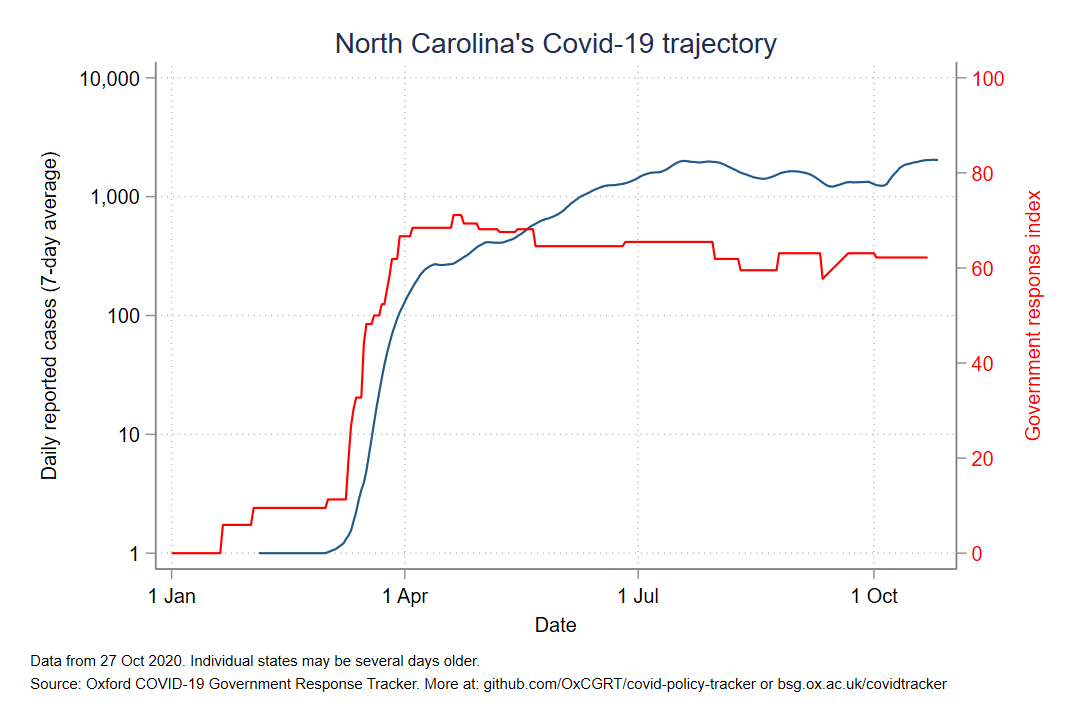 North Carolina's Covid-19 trajectory
10,000
1,000
100
10
1
Daily reported cases (7-day average)
100
80
60
40
20
0
Government response index
1 Jan
1 Apr
1 Jul
1 Oct
Date
Data from 27 Oct 2020. Individual states may be several days older.
Source: Oxford COVID-19 Government Response Tracker. More at: github.com/OxCGRT/covid-policy-tracker or bsg.ox.ac.uk/covidtracker